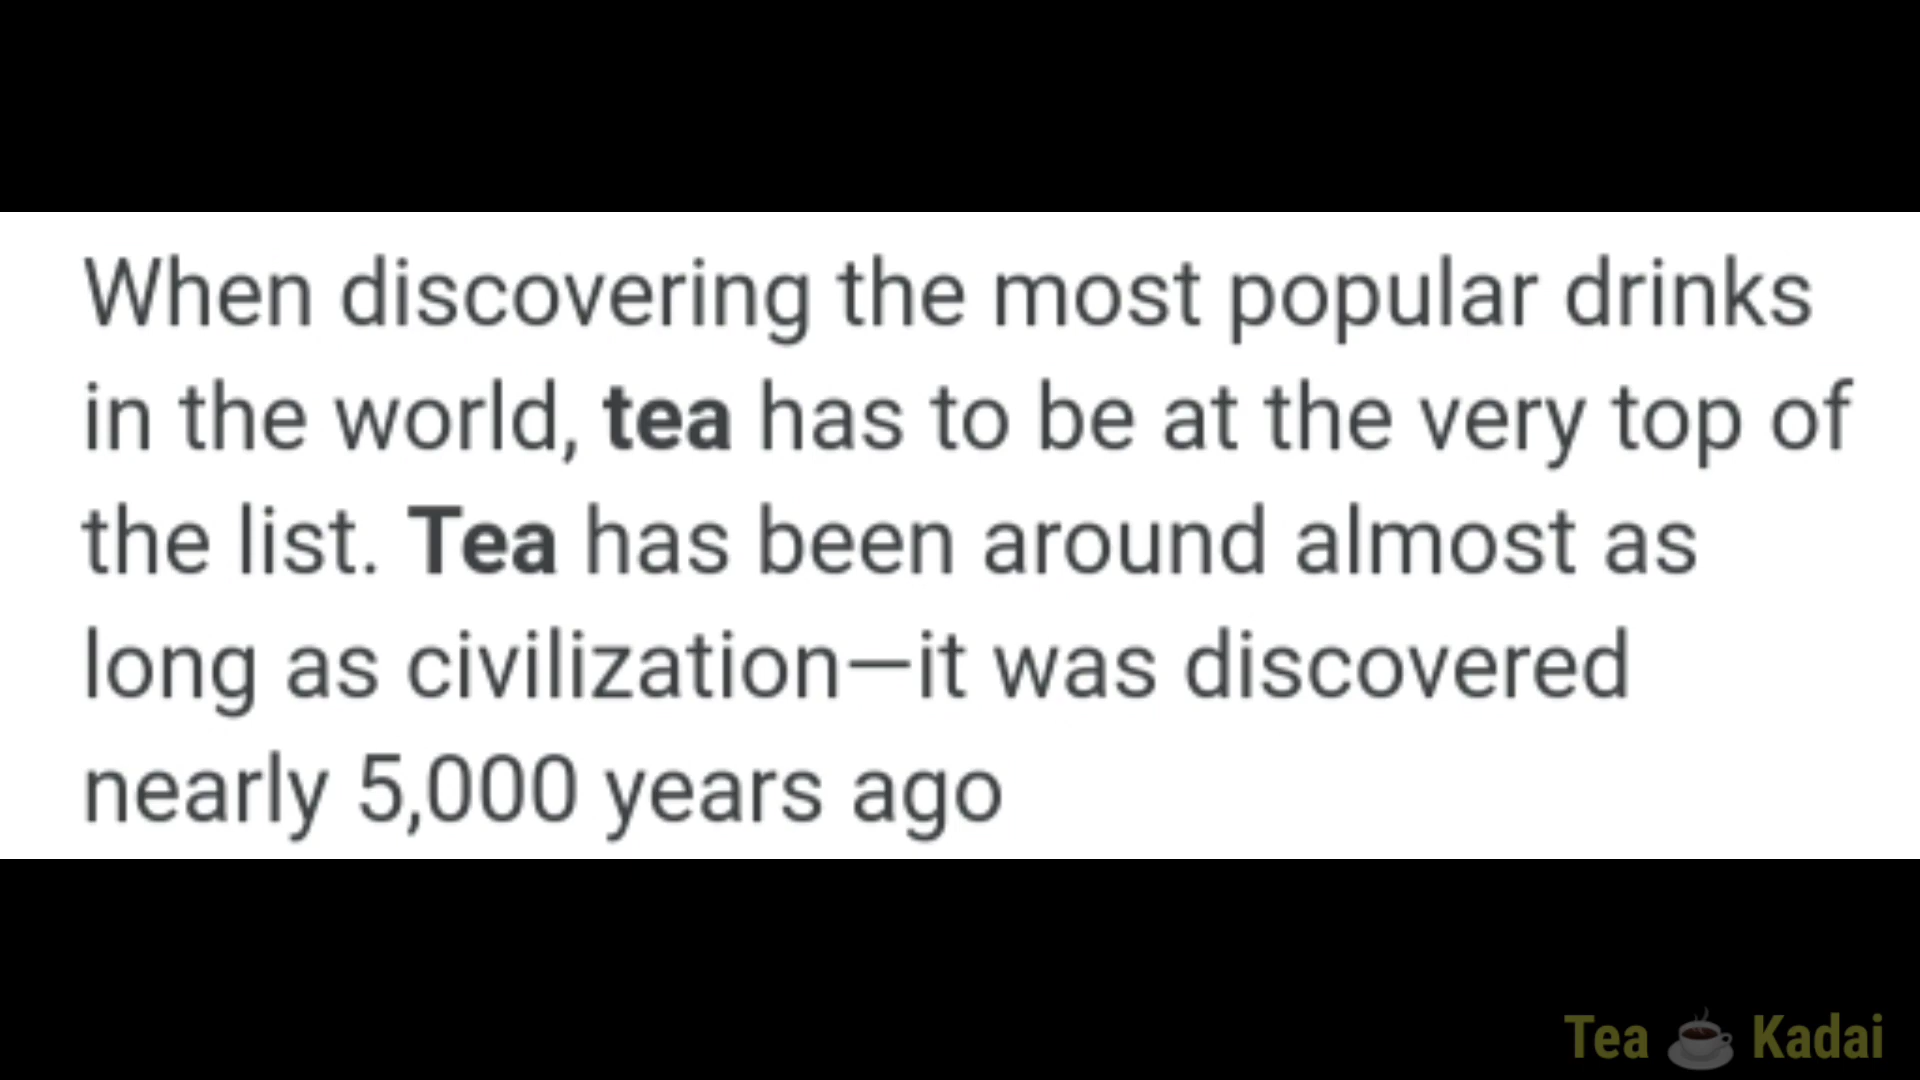 When discovering the most popular drinks
in the world, tea has to be at the very top of
the list. Tea has been around almost as
long as civilization—it was discovered
nearly 5,000 years ago
Tea Kadai